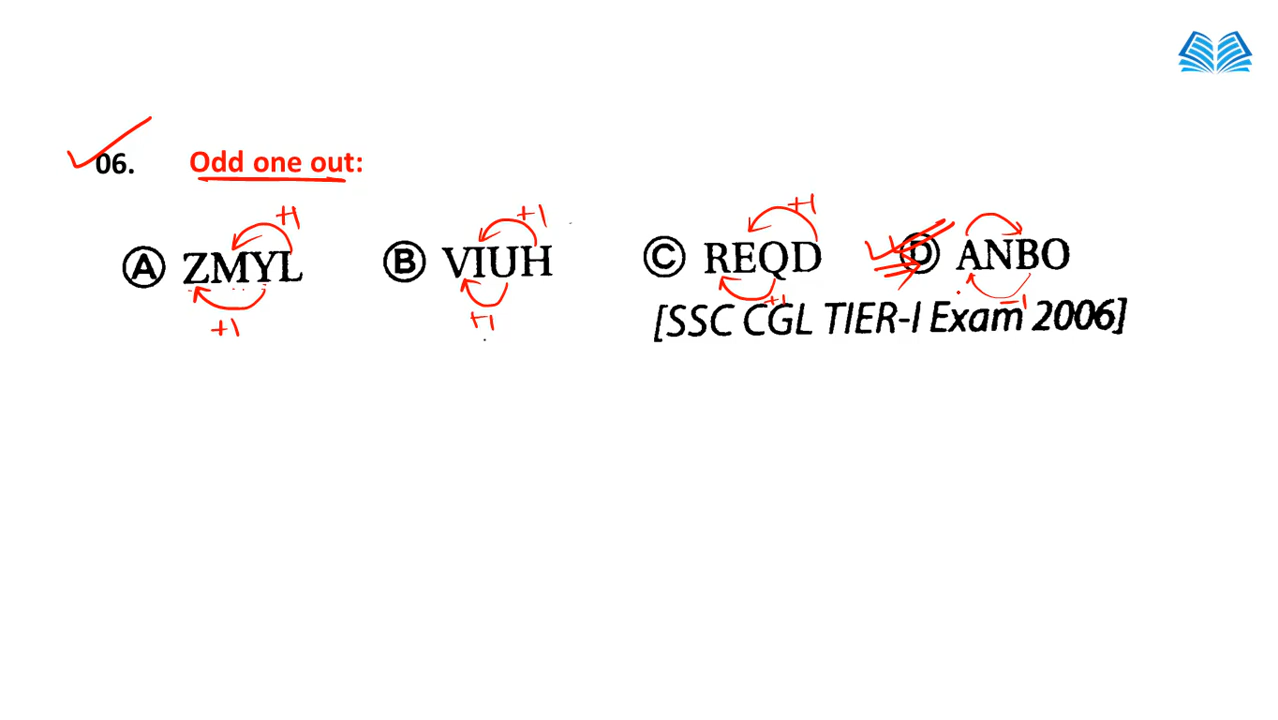 06. Odd one out:
+1 +1 +1
Ⓐ ZMYL Ⓑ VIUH Ⓒ REQD Ⓓ ANBO
+1 +1 +1 -1
[SSC CGL TIER-I Exam 2006]